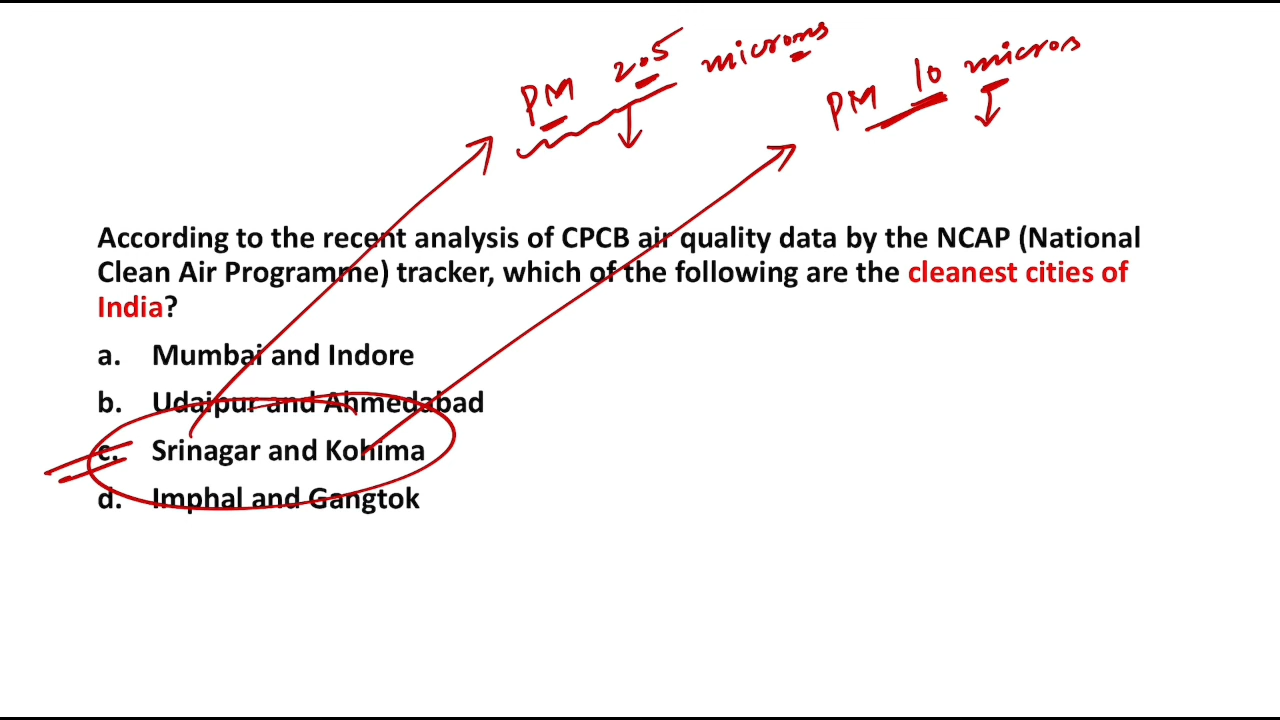 PM 2.5 microns
PM 10 micros
According to the recent analysis of CPCB air quality data by the NCAP (National
Clean Air Programme) tracker, which of the following are the cleanest cities of
India?
a. Mumbai and Indore
b. Udaipur and Ahmedabad
c. Srinagar and Kohima
d. Imphal and Gangtok